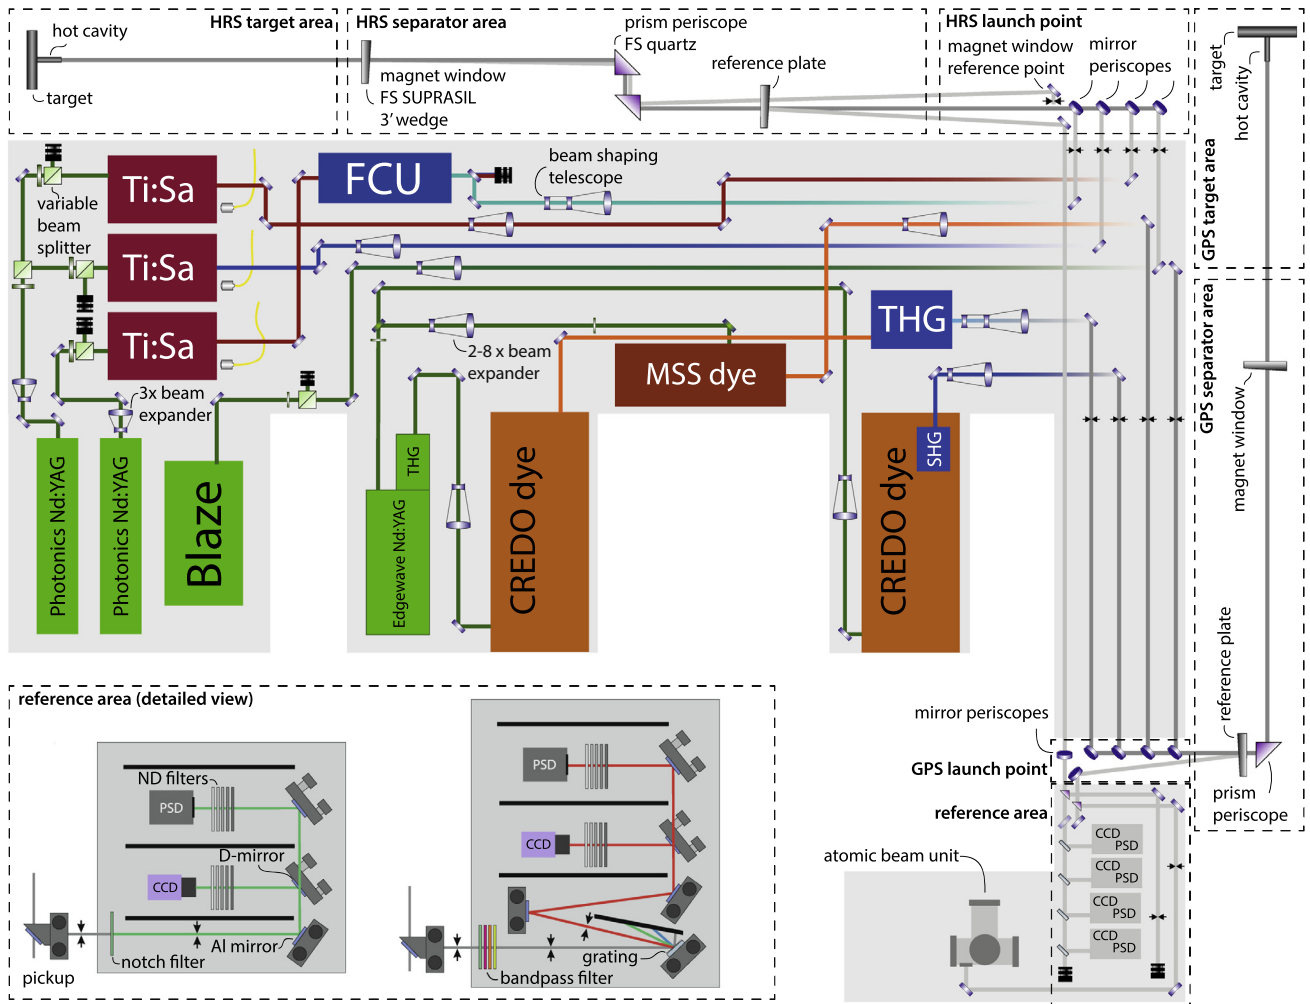 HRS target area
hot cavity
target
HRS separator area
magnet window
FS SUPRASIL
3' wedge
prism periscope
FS quartz
reference plate
HRS launch point
magnet window
reference point
mirror
periscopes
target
hot cavity
GPS target area
Ti:Sa
variable
beam
splitter
Ti:Sa
Ti:Sa
FCU
beam shaping
telescope
THG
2-8 x beam
expander
MSS dye
3x beam
expander
Photonics Nd:YAG
Photonics Nd:YAG
Blaze
THG
Edgewave Nd:YAG
CREDO dye
CREDO dye
SHG
GPS separator area
magnet window
reference plate
prism
periscope
mirror periscopes
GPS launch point
reference area
CCD
PSD
CCD
PSD
CCD
PSD
CCD
PSD
atomic beam unit
reference area (detailed view)
ND filters
PSD
D-mirror
CCD
Al mirror
notch filter
pickup
PSD
CCD
grating
bandpass filter